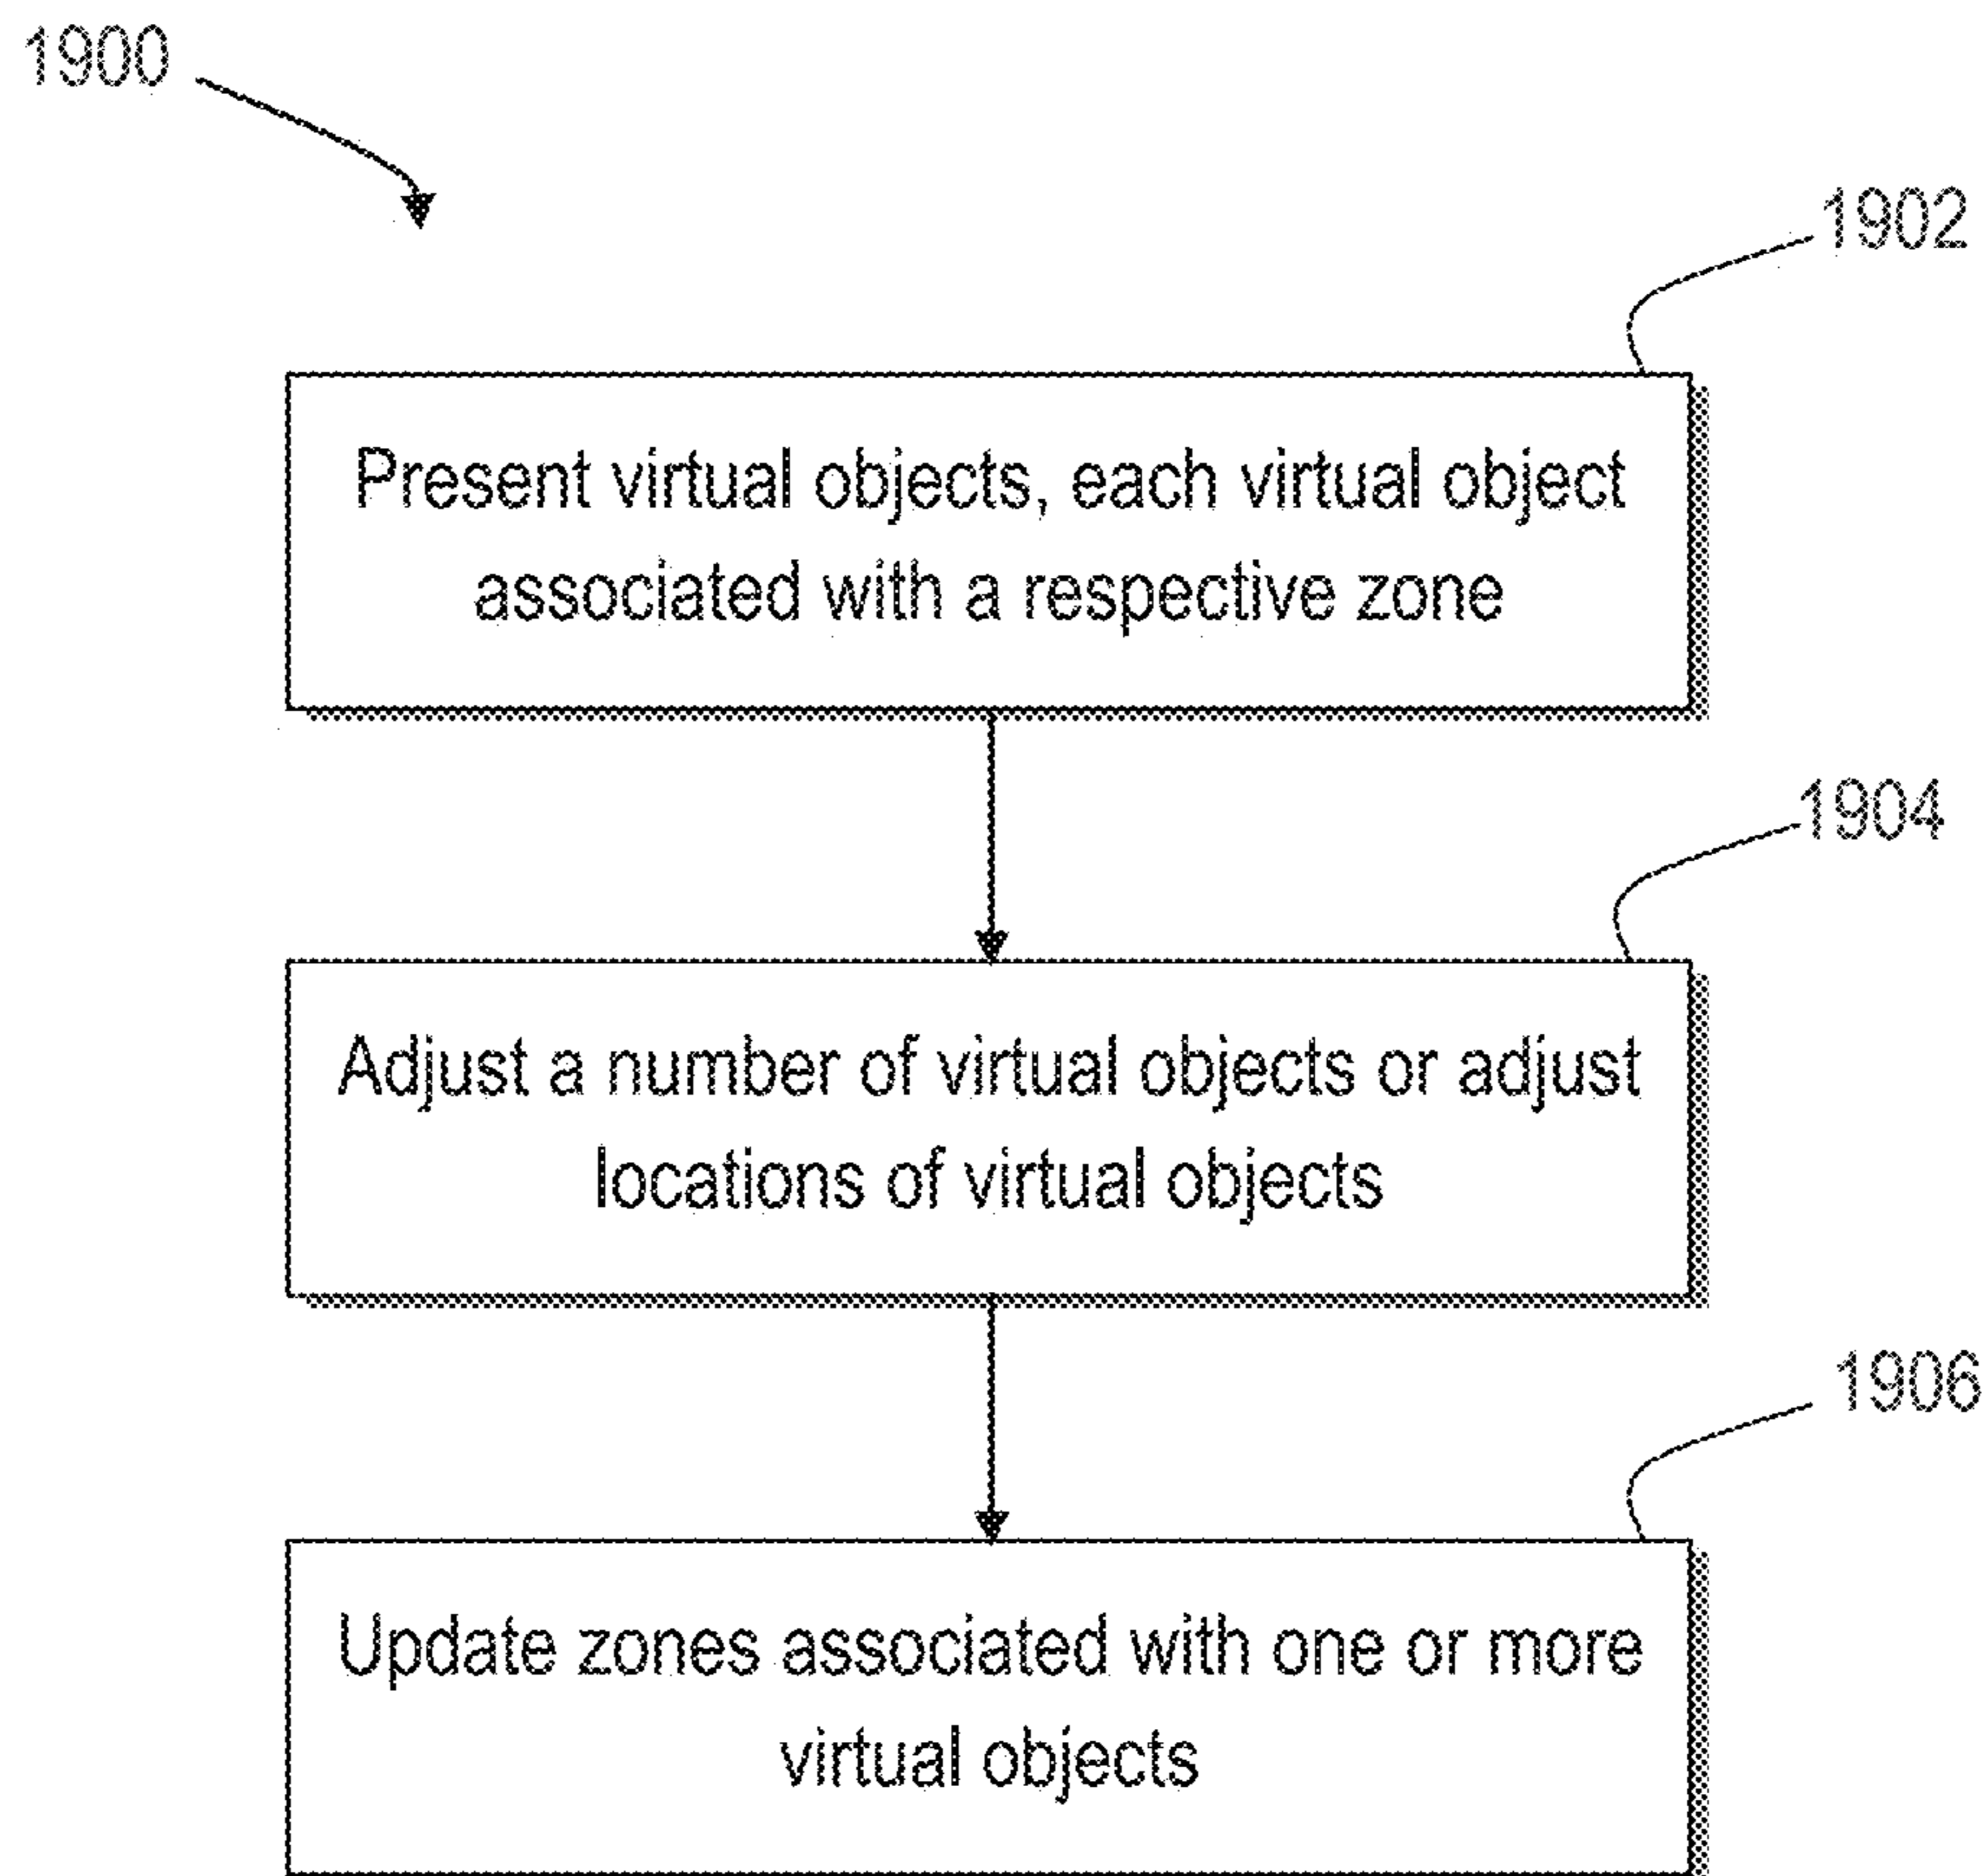 1900
1902
Present virtual objects, each virtual object
associated with a respective zone
1904
Adjust a number of virtual objects or adjust
locations of virtual objects
1906
Update zones associated with one or more
virtual objects